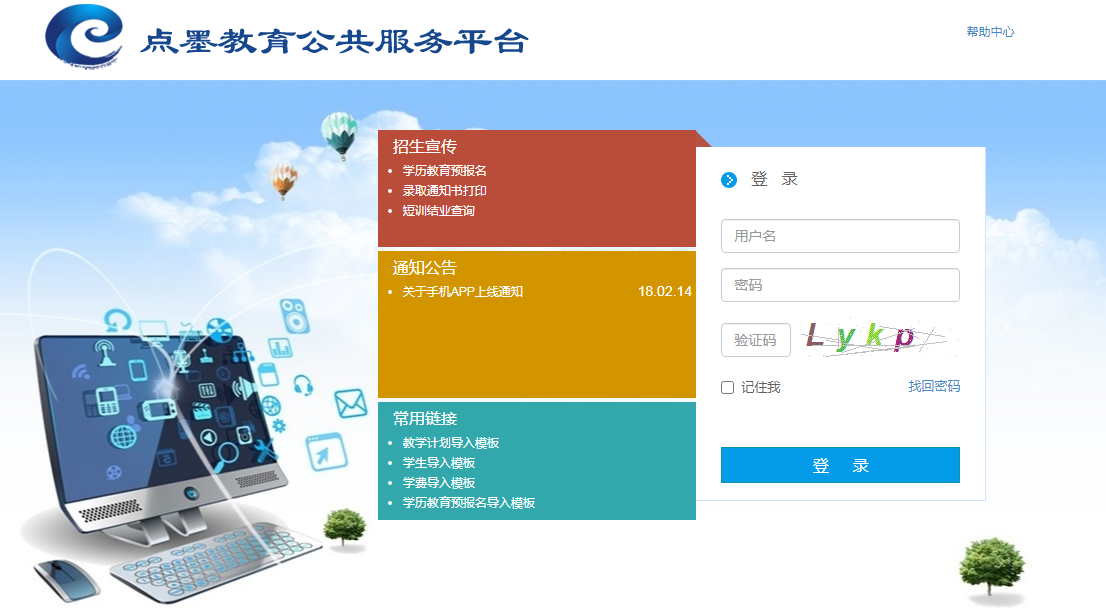 点墨教育公共服务平台
帮助中心
招生宣传
学历教育预报名
录取通知书打印
短训结业查询
通知公告
关于手机APP上线通知 18.02.14
常用链接
教学计划导入模板
学生导入模板
学费导入模板
学历教育预报名导入模板
登 录
用户名
密码
验证码 Lykp
记住我 找回密码
登 录